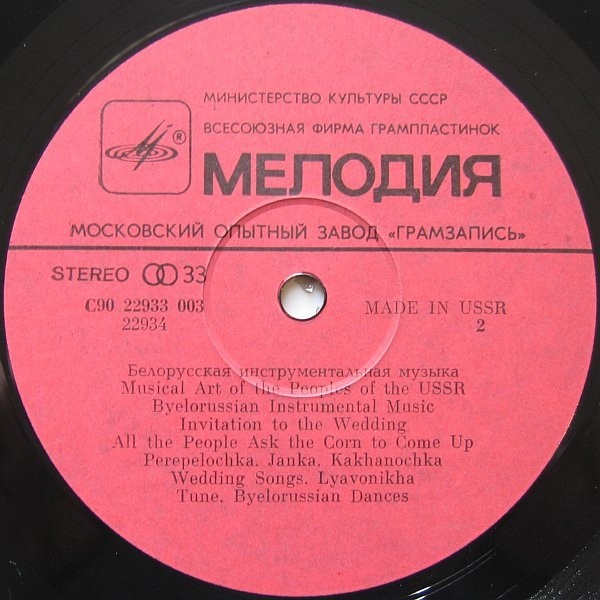 МИНИСТЕРСТВО КУЛЬТУРЫ СССР
ВСЕСОЮЗНАЯ ФИРМА ГРАМПЛАСТИНОК
®
МЕЛОДИЯ
МОСКОВСКИЙ ОПЫТНЫЙ ЗАВОД «ГРАМЗАПИСЬ»
STEREO 33
С90 22933 003 MADE IN USSR
22934 2
Белорусская инструментальная музыка
Musical Art of the Peoples of the USSR
Byelorussian Instrumental Music
Invitation to the Wedding
All the People Ask the Corn to Come Up
Perepelochka. Janka. Kakhanochka
Wedding Songs. Lyavonikha
Tune. Byelorussian Dances